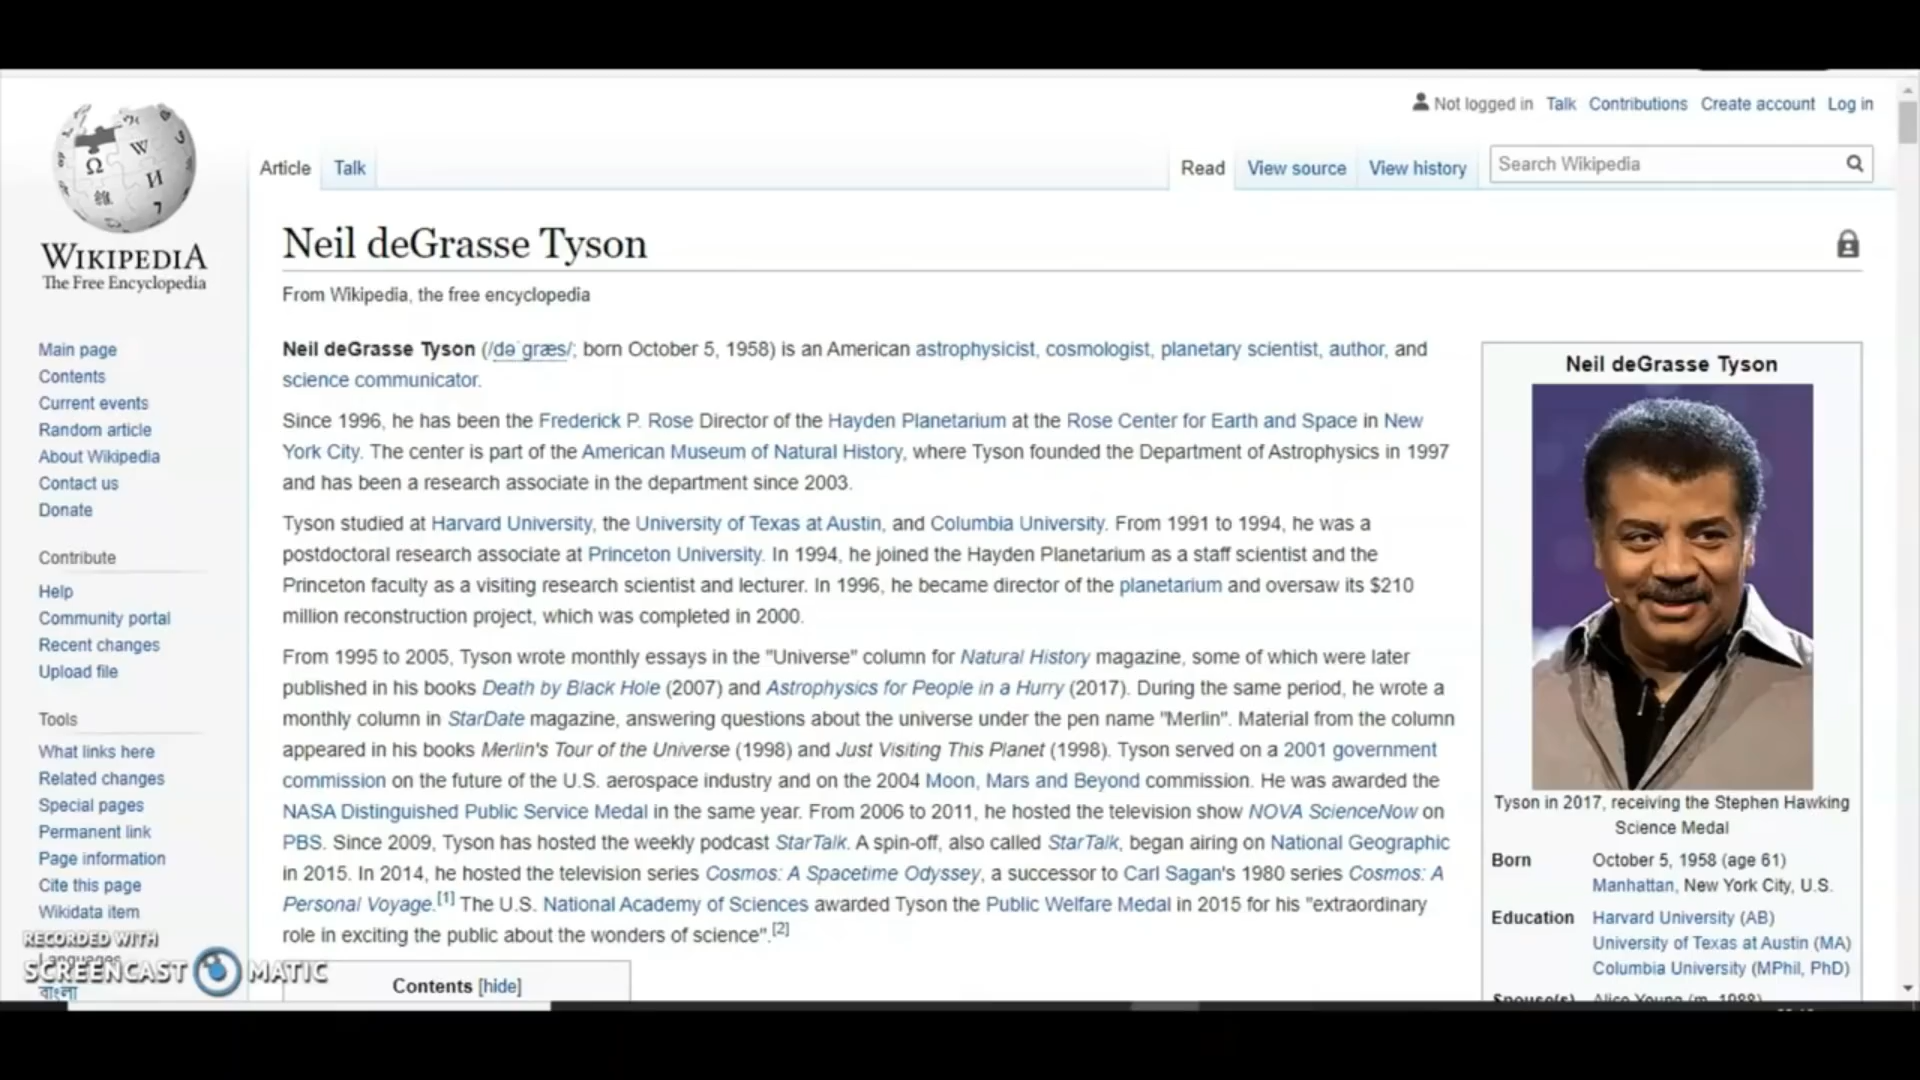 Not logged in Talk Contributions Create account Log in
Article Talk Read View source View history Search Wikipedia
WIKIPEDIA
The Free Encyclopedia
Main page
Contents
Current events
Random article
About Wikipedia
Contact us
Donate
Contribute
Help
Community portal
Recent changes
Upload file
Tools
What links here
Related changes
Special pages
Permanent link
Page information
Cite this page
Wikidata item
Languages
বাংলা
Neil deGrasse Tyson
From Wikipedia, the free encyclopedia
Neil deGrasse Tyson (/dəˈɡræs/; born October 5, 1958) is an American astrophysicist, cosmologist, planetary scientist, author, and
science communicator.
Since 1996, he has been the Frederick P. Rose Director of the Hayden Planetarium at the Rose Center for Earth and Space in New
York City. The center is part of the American Museum of Natural History, where Tyson founded the Department of Astrophysics in 1997
and has been a research associate in the department since 2003.
Tyson studied at Harvard University, the University of Texas at Austin, and Columbia University. From 1991 to 1994, he was a
postdoctoral research associate at Princeton University. In 1994, he joined the Hayden Planetarium as a staff scientist and the
Princeton faculty as a visiting research scientist and lecturer. In 1996, he became director of the planetarium and oversaw its $210
million reconstruction project, which was completed in 2000.
From 1995 to 2005, Tyson wrote monthly essays in the "Universe" column for Natural History magazine, some of which were later
published in his books Death by Black Hole (2007) and Astrophysics for People in a Hurry (2017). During the same period, he wrote a
monthly column in StarDate magazine, answering questions about the universe under the pen name "Merlin". Material from the column
appeared in his books Merlin's Tour of the Universe (1998) and Just Visiting This Planet (1998). Tyson served on a 2001 government
commission on the future of the U.S. aerospace industry and on the 2004 Moon, Mars and Beyond commission. He was awarded the
NASA Distinguished Public Service Medal in the same year. From 2006 to 2011, he hosted the television show NOVA ScienceNow on
PBS. Since 2009, Tyson has hosted the weekly podcast StarTalk. A spin-off, also called StarTalk, began airing on National Geographic
in 2015. In 2014, he hosted the television series Cosmos: A Spacetime Odyssey, a successor to Carl Sagan's 1980 series Cosmos: A
Personal Voyage.[1] The U.S. National Academy of Sciences awarded Tyson the Public Welfare Medal in 2015 for his "extraordinary
role in exciting the public about the wonders of science".[2]
Contents [hide]
Neil deGrasse Tyson
Tyson in 2017, receiving the Stephen Hawking
Science Medal
Born October 5, 1958 (age 61)
Manhattan, New York City, U.S.
Education Harvard University (AB)
University of Texas at Austin (MA)
Columbia University (MPhil, PhD)
Spouse(s) Alice Young (m. 1988)
RECORDED WITH
SCREENCAST MATIC